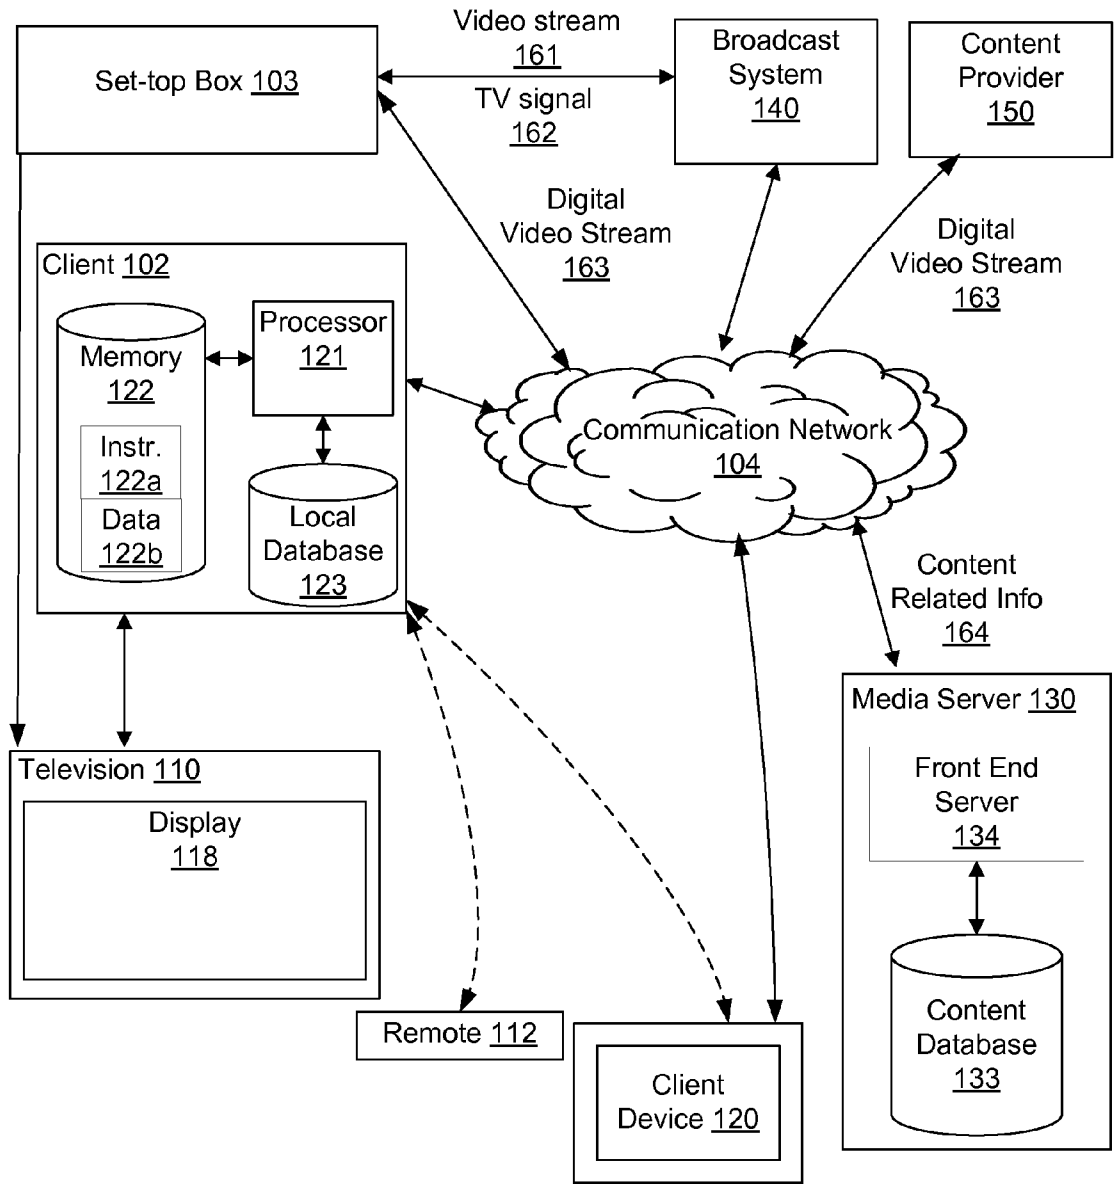 Set-top Box 103
Video stream
161
TV signal
162
Broadcast
System
140
Content
Provider
150
Digital
Video Stream
163
Digital
Video Stream
163
Client 102
Memory
122
Instr.
122a
Data
122b
Processor
121
Local
Database
123
Communication Network
104
Content
Related Info
164
Television 110
Display
118
Remote 112
Client
Device 120
Media Server 130
Front End
Server
134
Content
Database
133